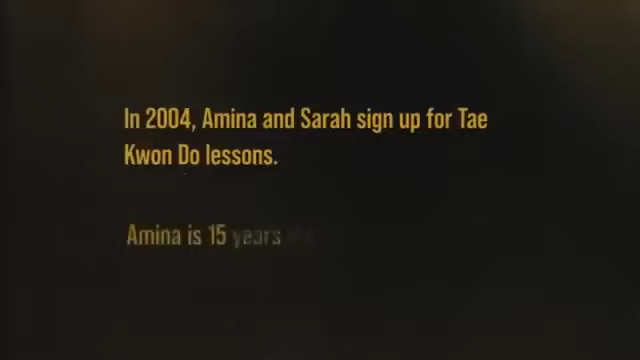 In 2004, Amina and Sarah sign up for Tae
Kwon Do lessons.
Amina is 15 years